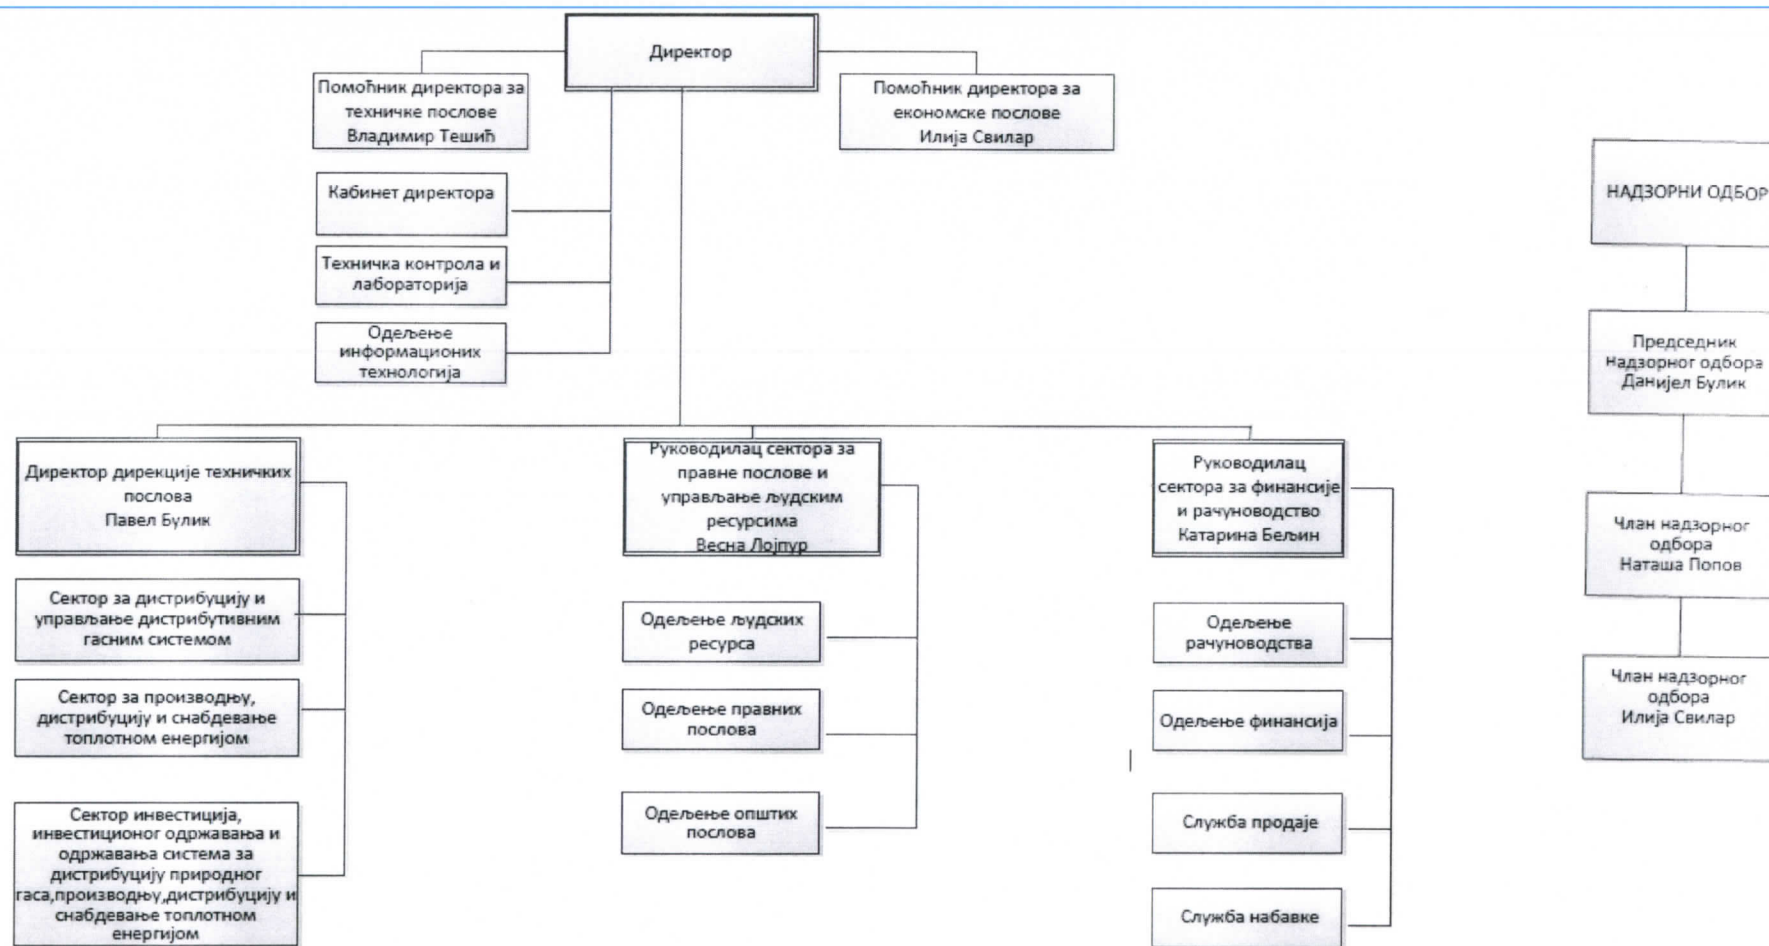 Директор
Помоћник директора за
техничке послове
Владимир Тешић
Помоћник директора за
економске послове
Илија Свилар
Кабинет директора
Техничка контрола и
лабораторија
Одељење
информационих
технологија
Директор дирекције техничких
послова
Павел Булик
Сектор за дистрибуцију и
управљање дистрибутивним
гасним системом
Сектор за производњу,
дистрибуцију и снабдевање
топлотном енергијом
Сектор инвестиција,
инвестиционог одржавања и
одржавања система за
дистрибуцију природног
гаса,производњу,дистрибуцију и
снабдевање топлотном
енергијом
Руководилац сектора за
правне послове и
управљање људским
ресурсима
Весна Лојпур
Одељење људских
ресурса
Одељење правних
послова
Одељење општих
послова
Руководилац
сектора за финансије
и рачуноводство
Катарина Бељин
Одељење
рачуноводства
Одељење финансија
Служба продаје
Служба набавке
НАДЗОРНИ ОДБОР
Председник
надзорног одбора
Данијел Булик
Члан надзорног
одбора
Наташа Попов
Члан надзорног
одбора
Илија Свилар